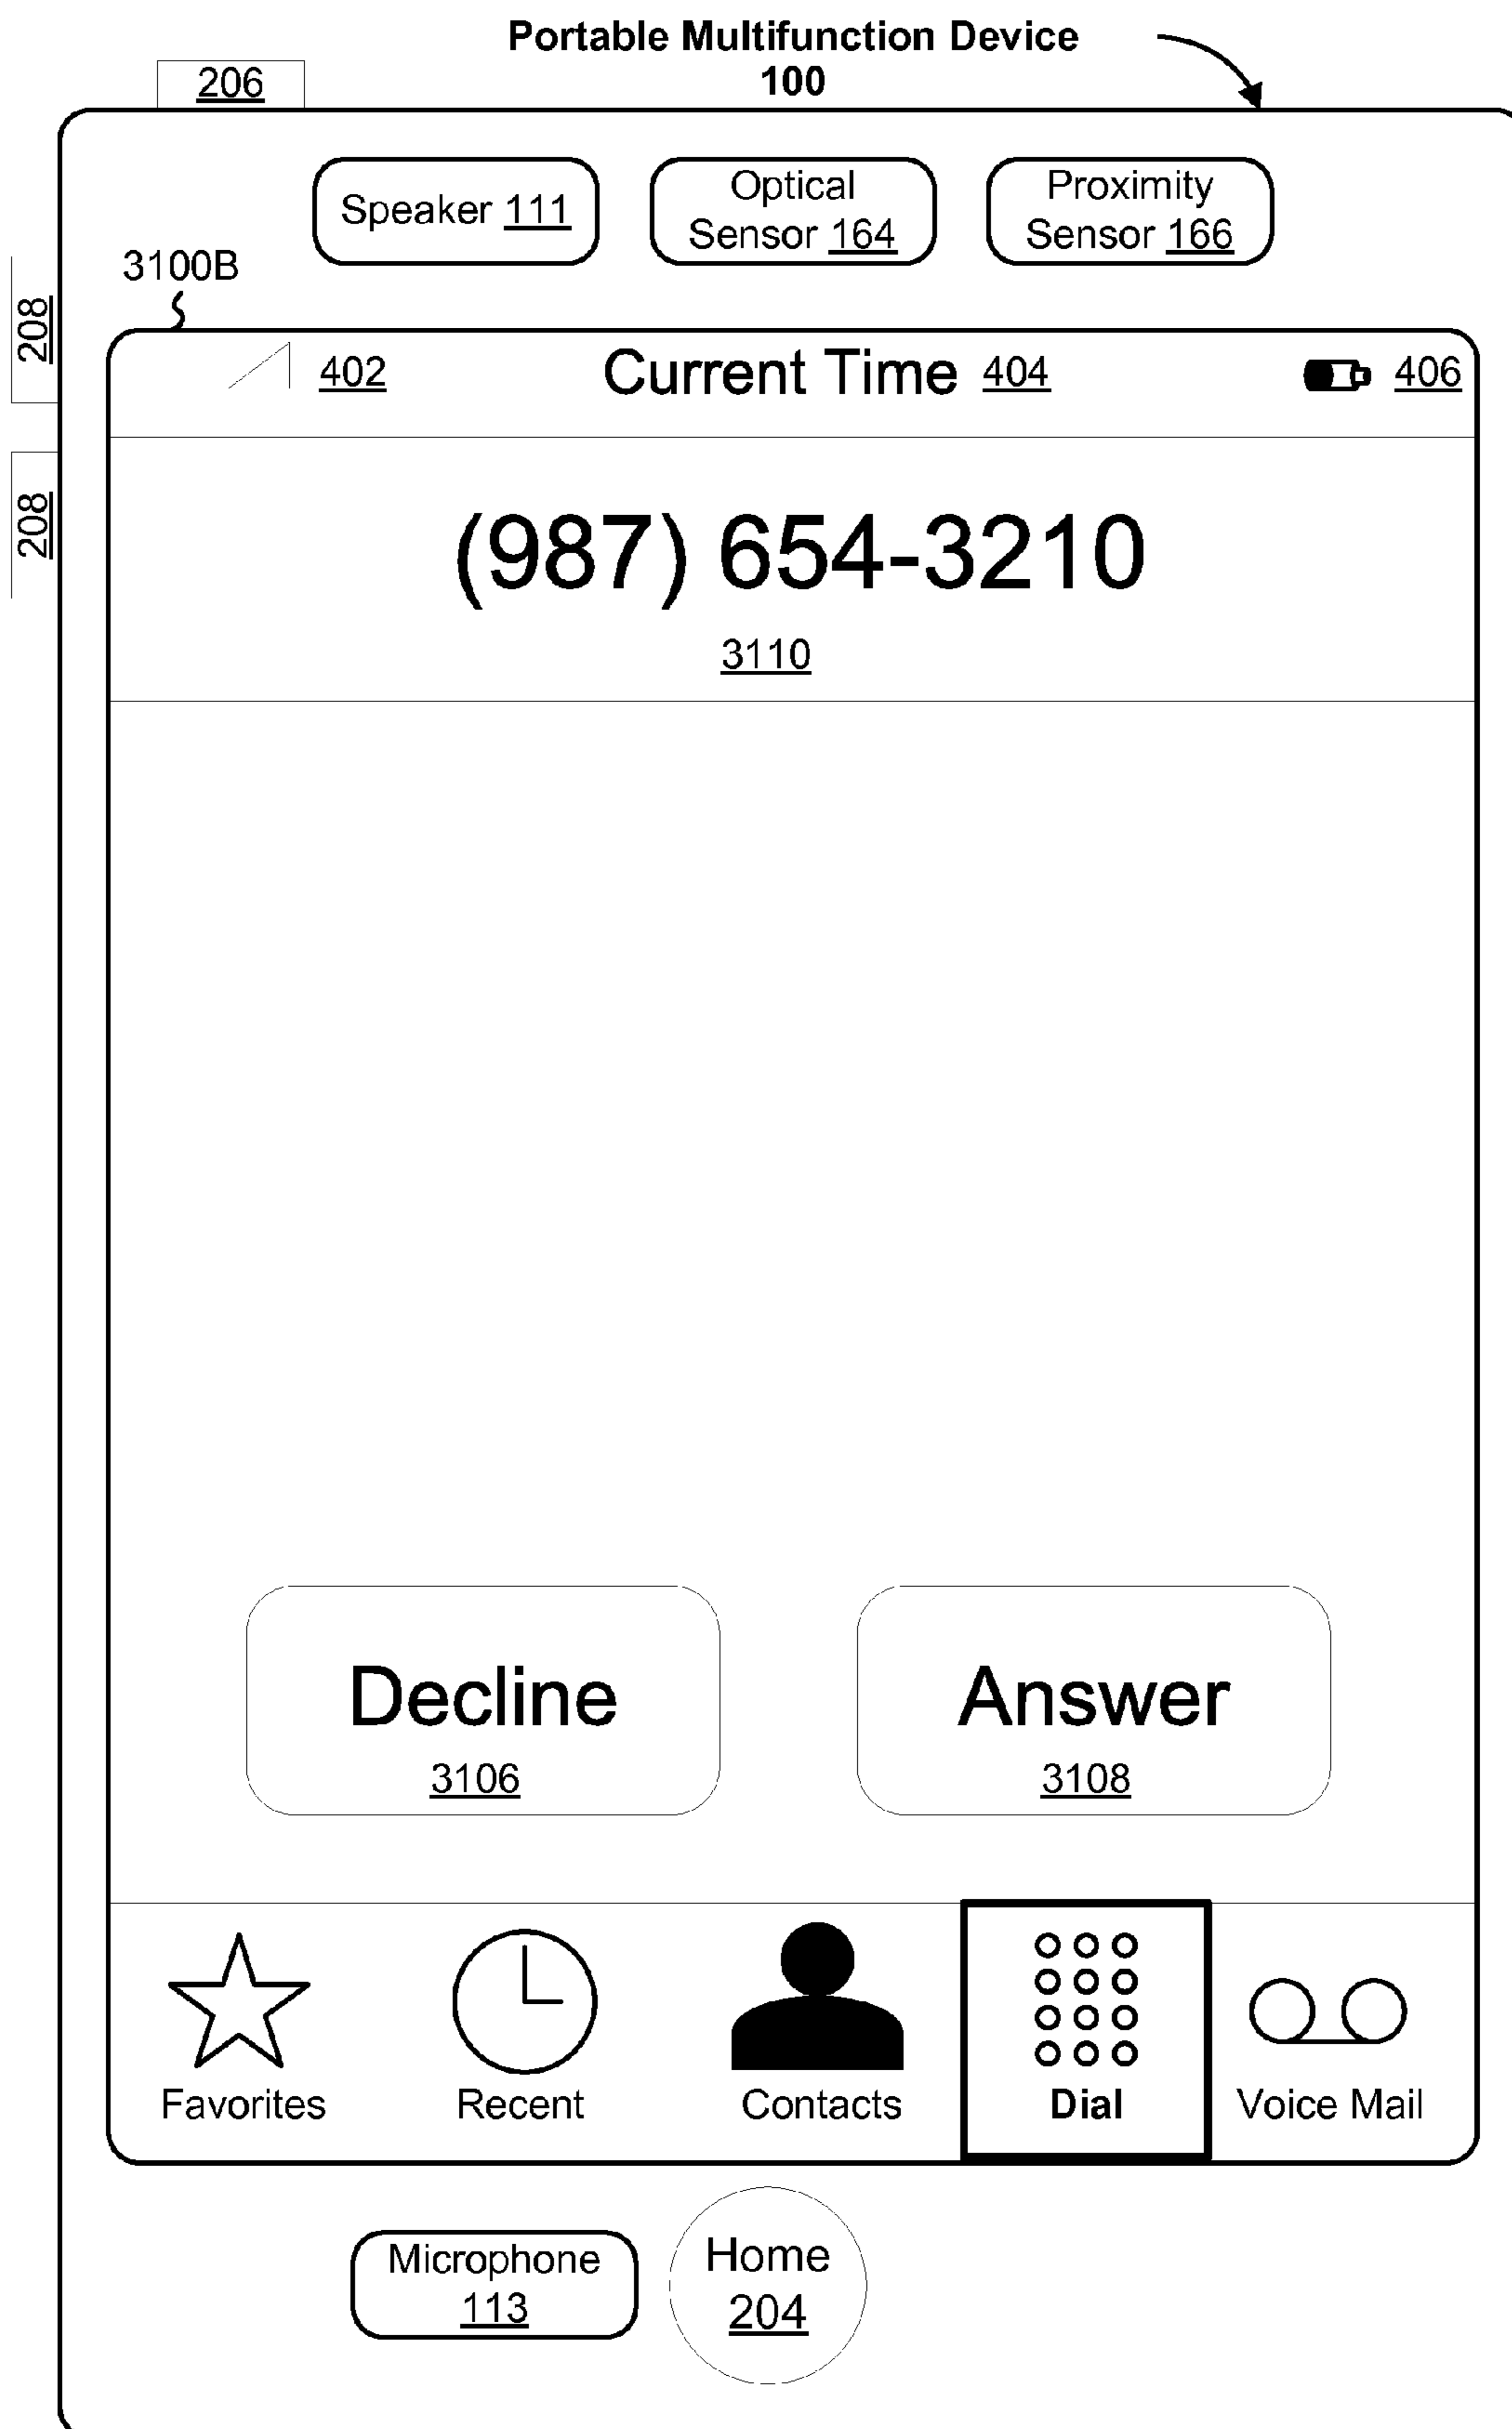 Portable Multifunction Device
100
206
Speaker 111
Optical
Sensor 164
Proximity
Sensor 166
3100B
208
208
402
Current Time 404
406
(987) 654-3210
3110
Decline
3106
Answer
3108
Favorites
Recent
Contacts
Dial
Voice Mail
Microphone
113
Home
204